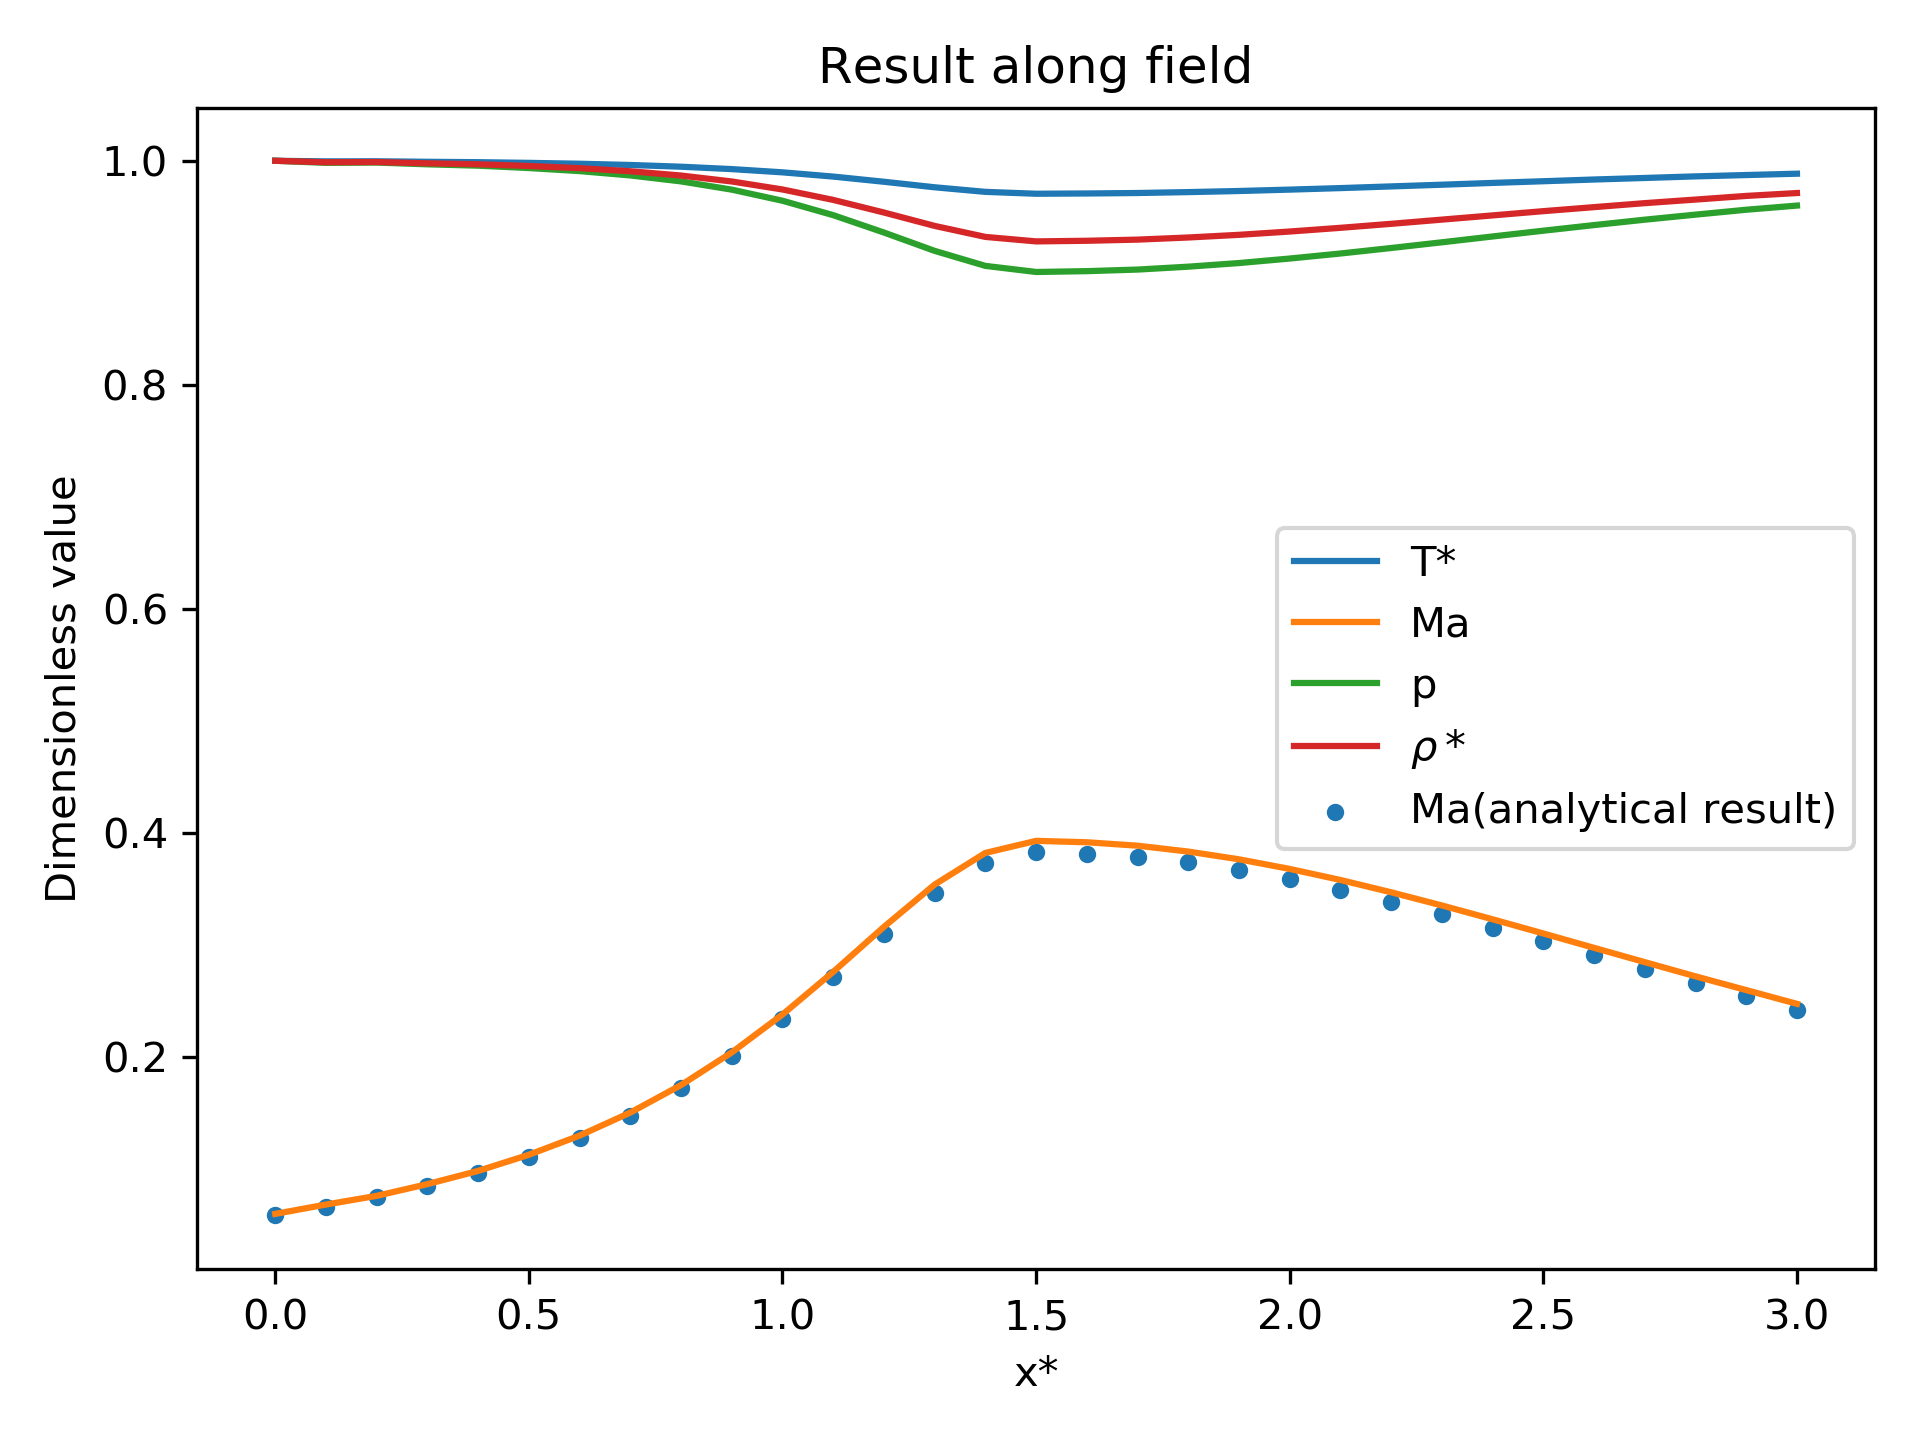 Result along field
1.0
0.8
0.6
0.4
0.2
Dimensionless value
T*
Ma
p
ρ*
Ma(analytical result)
0.0 0.5 1.0 1.5 2.0 2.5 3.0
x*